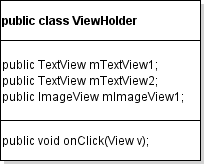 public class ViewHolder
public TextView mTextView1;
public TextView mTextView2;
public ImageView mImageView1;
public void onClick(View v);